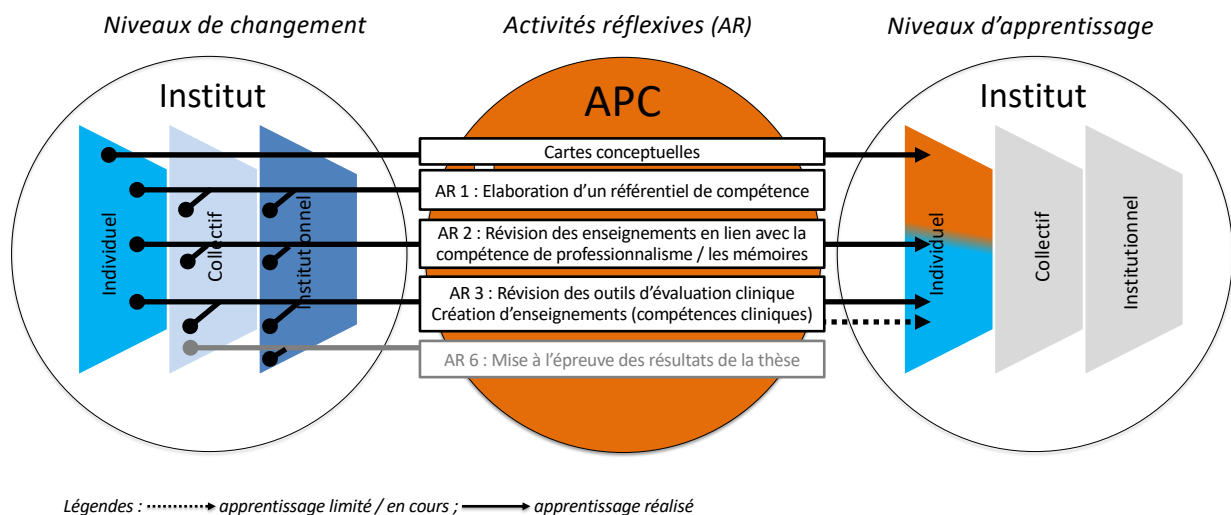 Niveaux de changement
Activités réflexives (AR)
Niveaux d’apprentissage
Institut
APC
Institut
Individuel
Collectif
Institutionnel
Cartes conceptuelles
AR 1 : Elaboration d’un référentiel de compétence
AR 2 : Révision des enseignements en lien avec la
compétence de professionnalisme / les mémoires
AR 3 : Révision des outils d’évaluation clinique
Création d’enseignements (compétences cliniques)
AR 6 : Mise à l’épreuve des résultats de la thèse
Individuel
Collectif
Institutionnel
Légendes : apprentissage limité / en cours ; apprentissage réalisé